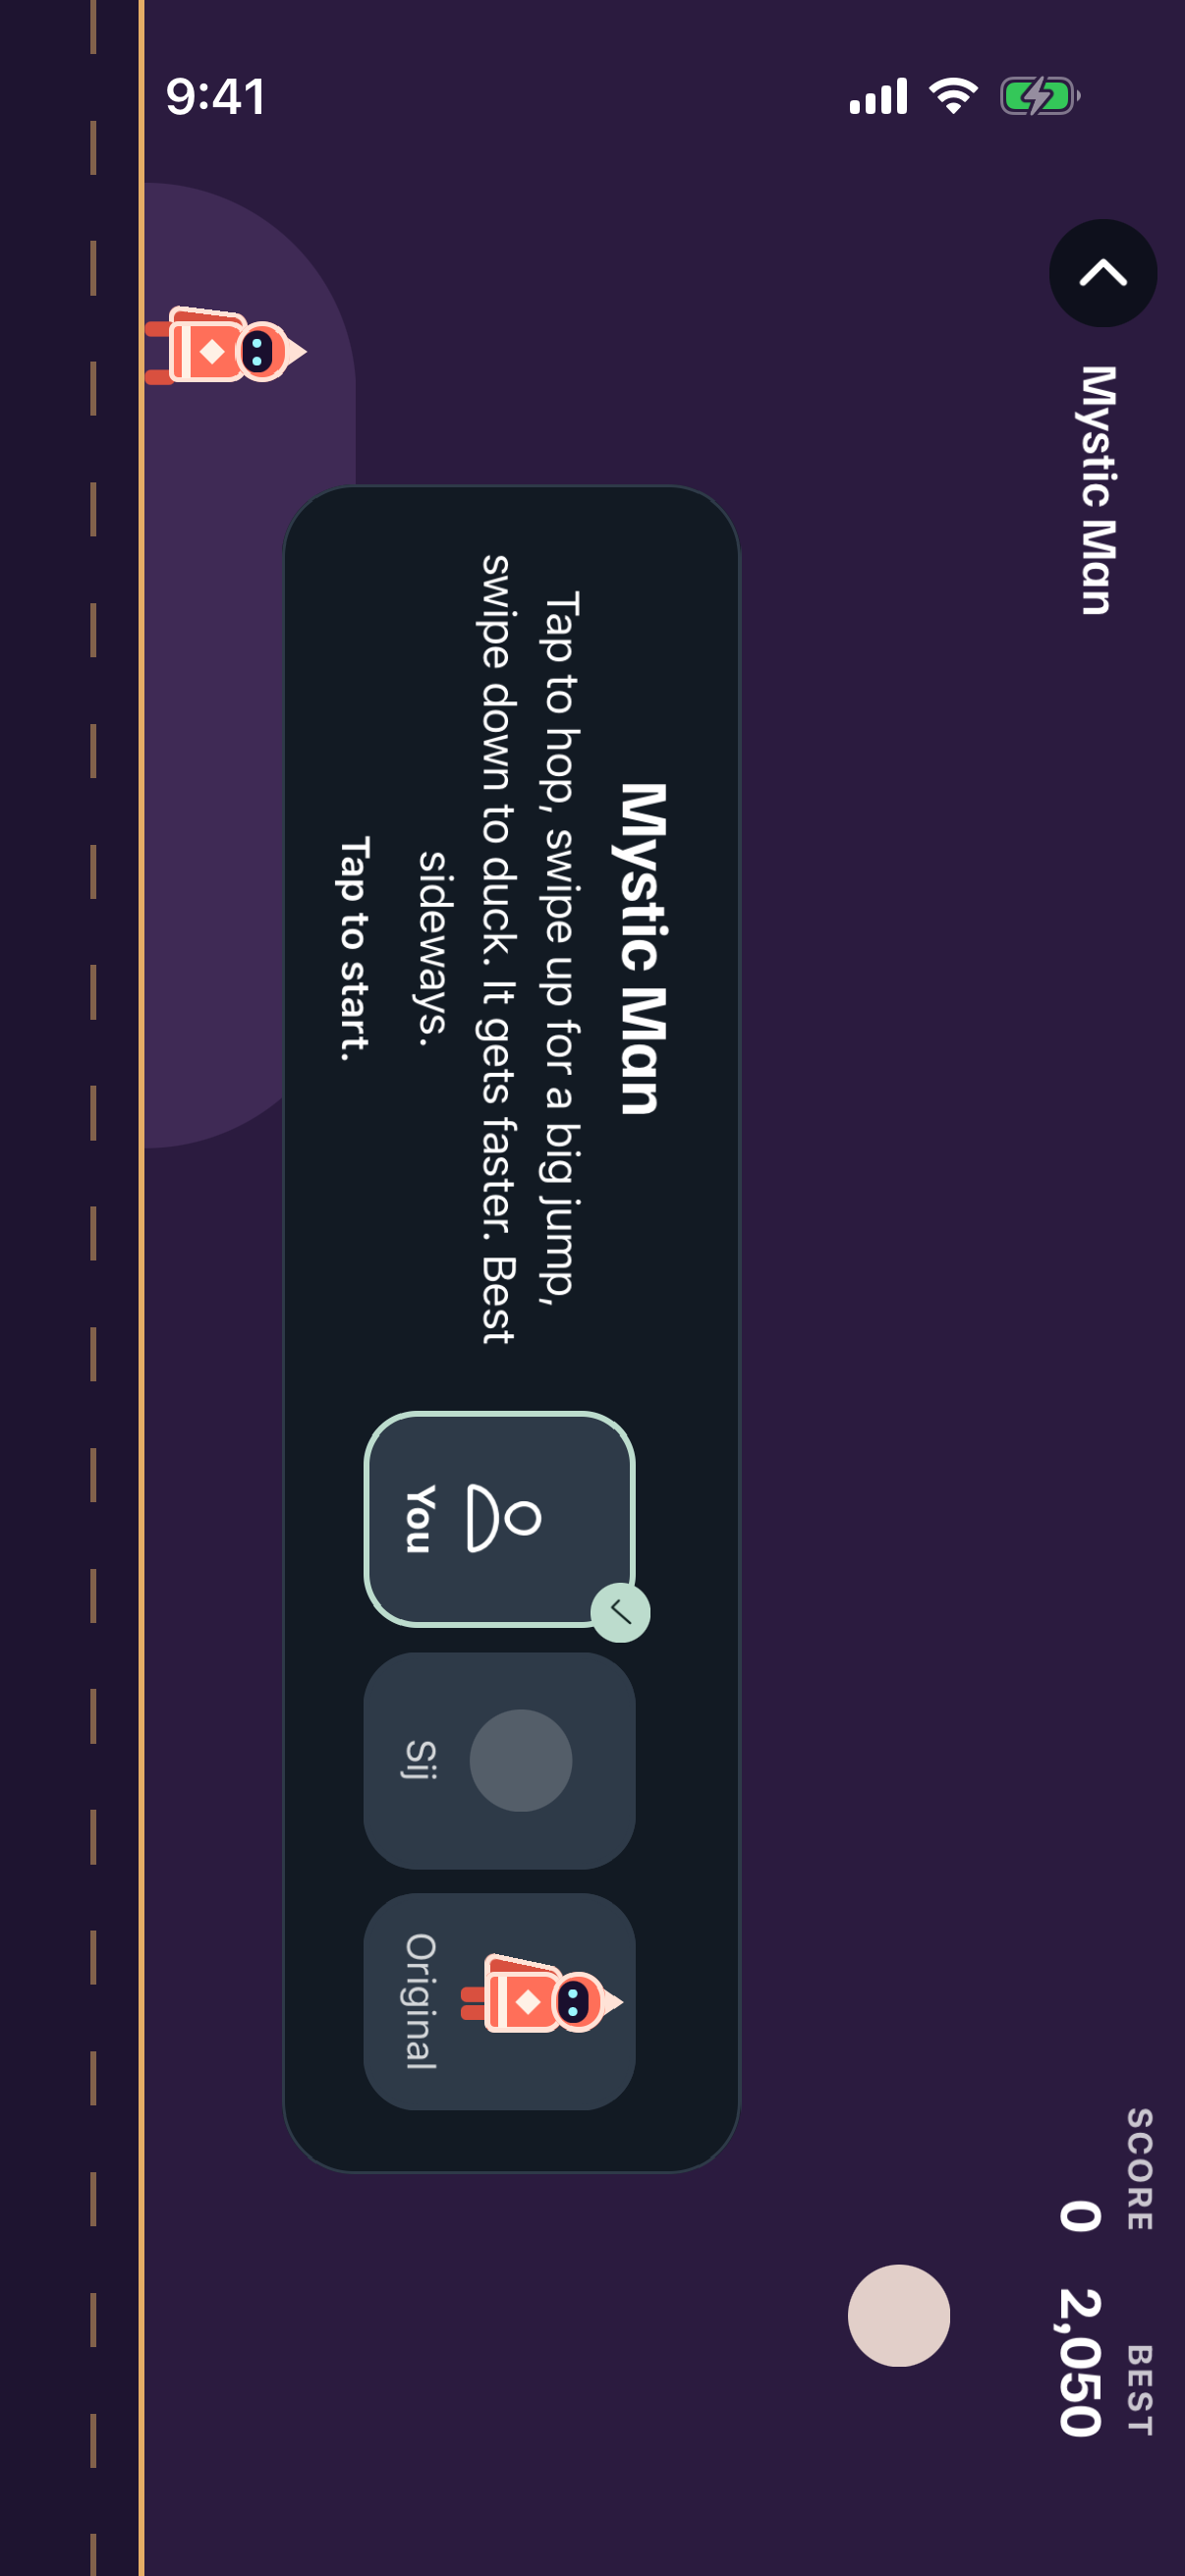 9:41
Mystic Man
SCORE
0
BEST
2,050
Mystic Man
Tap to hop, swipe up for a big jump,
swipe down to duck. It gets faster. Best
sideways.
Tap to start.
You
Sij
Original